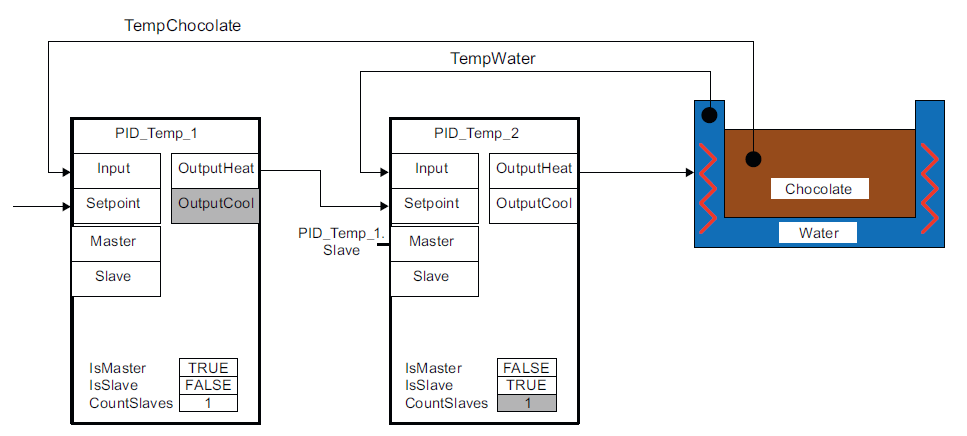 TempChocolate
TempWater
PID_Temp_1
Input
OutputHeat
Setpoint
OutputCool
Master
Slave
IsMaster TRUE
IsSlave FALSE
CountSlaves 1
PID_Temp_2
Input
OutputHeat
Setpoint
OutputCool
PID_Temp_1.
Slave
Master
Slave
IsMaster FALSE
IsSlave TRUE
CountSlaves 1
Chocolate
Water